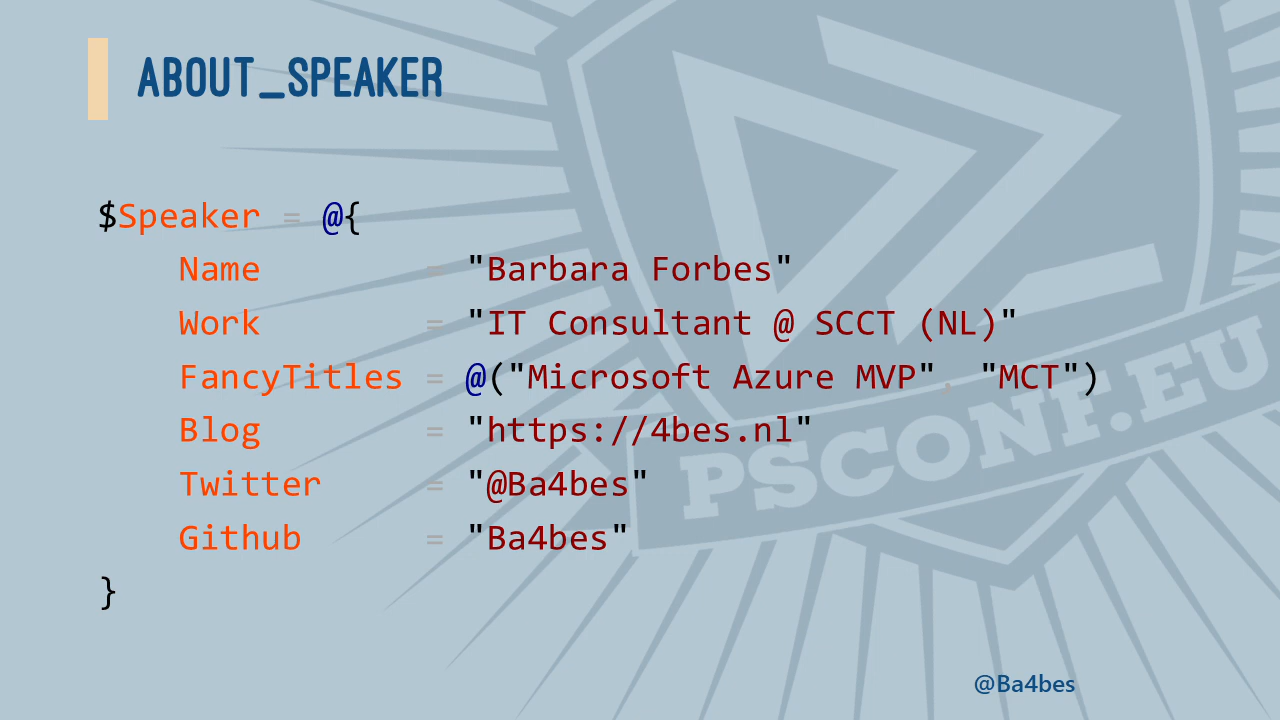 ABOUT_SPEAKER
$Speaker = @{
    Name        = "Barbara Forbes"
    Work        = "IT Consultant @ SCCT (NL)"
    FancyTitles = @("Microsoft Azure MVP", "MCT")
    Blog        = "https://4bes.nl"
    Twitter     = "@Ba4bes"
    Github      = "Ba4bes"
}
PSCONF.EU
@Ba4bes